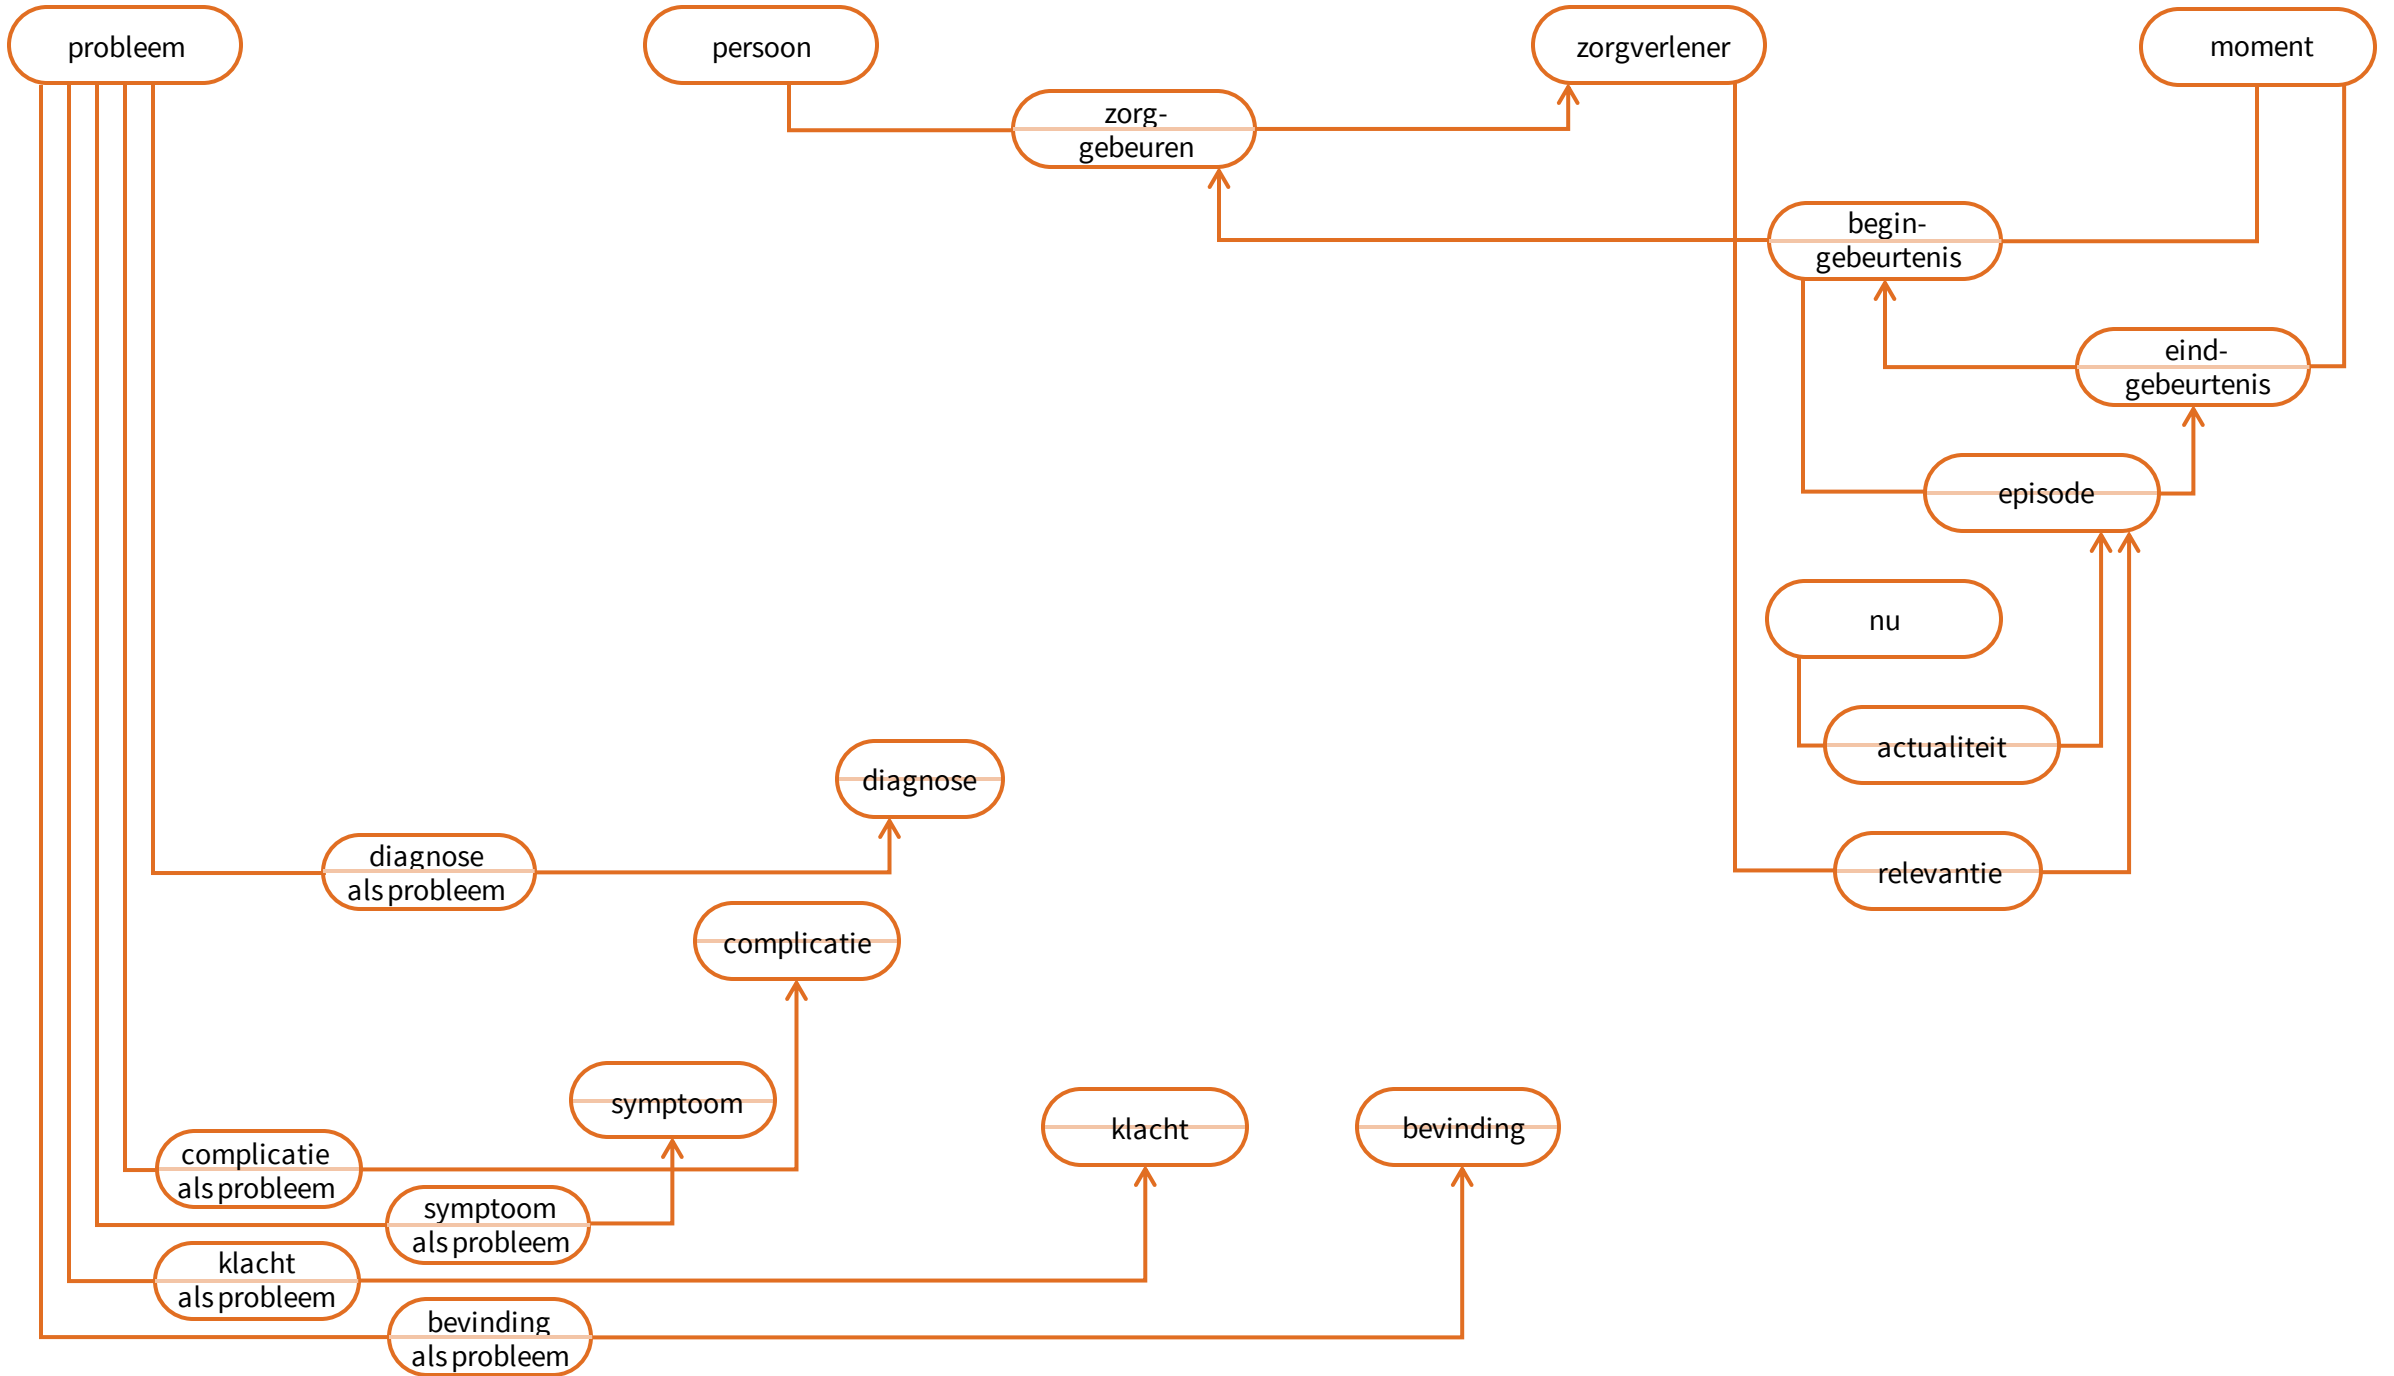 probleem
persoon
zorgverlener
moment
zorg-
gebeuren
begin-
gebeurtenis
eind-
gebeurtenis
episode
nu
actualiteit
diagnose
diagnose
als probleem
relevantie
complicatie
symptoom
klacht
bevinding
complicatie
als probleem
symptoom
als probleem
klacht
als probleem
bevinding
als probleem